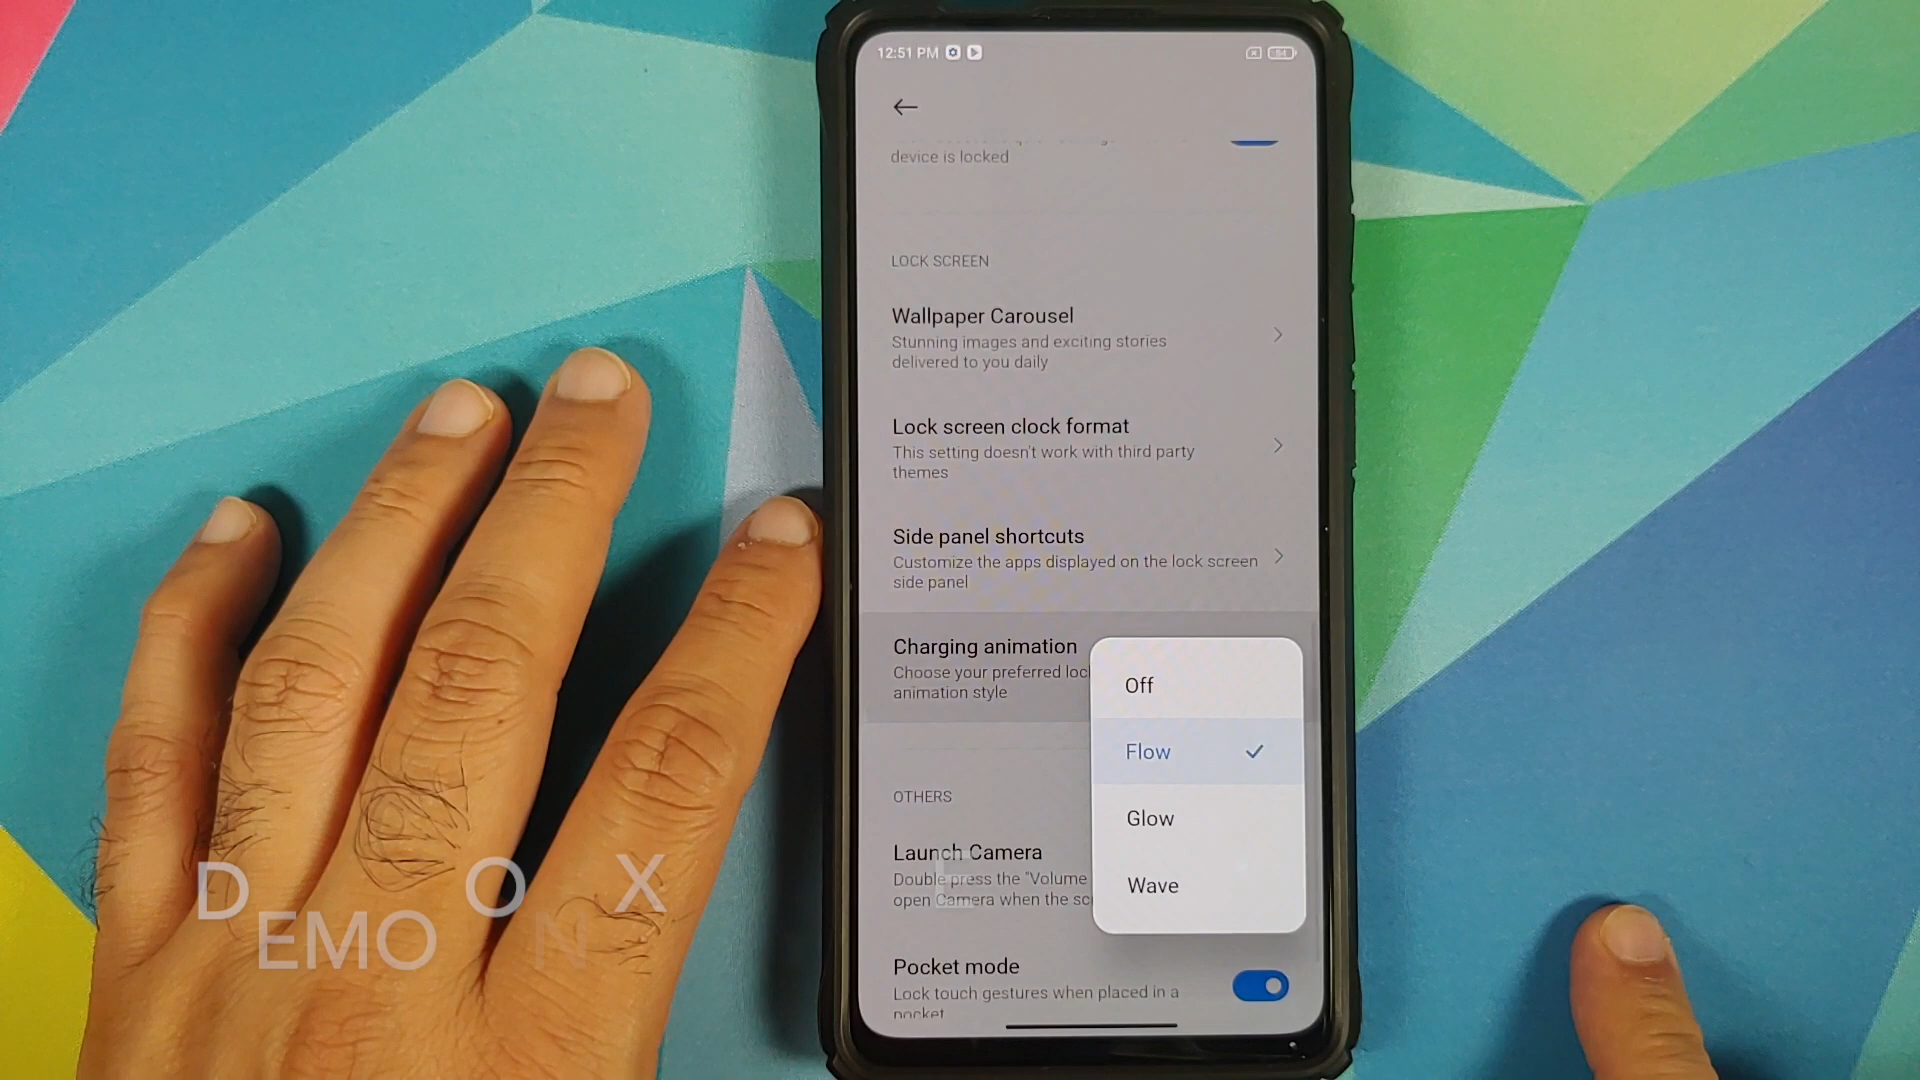 12:51 PM
54
device is locked
LOCK SCREEN
Wallpaper Carousel
Stunning images and exciting stories
delivered to you daily
Lock screen clock format
This setting doesn't work with third party
themes
Side panel shortcuts
Customize the apps displayed on the lock screen
side panel
Charging animation
Choose your preferred loc
animation style
Off
Flow
Glow
Wave
OTHERS
Launch Camera
Double press the "Volume
open Camera when the sc
Pocket mode
Lock touch gestures when placed in a
pocket
DEMO ON X
E